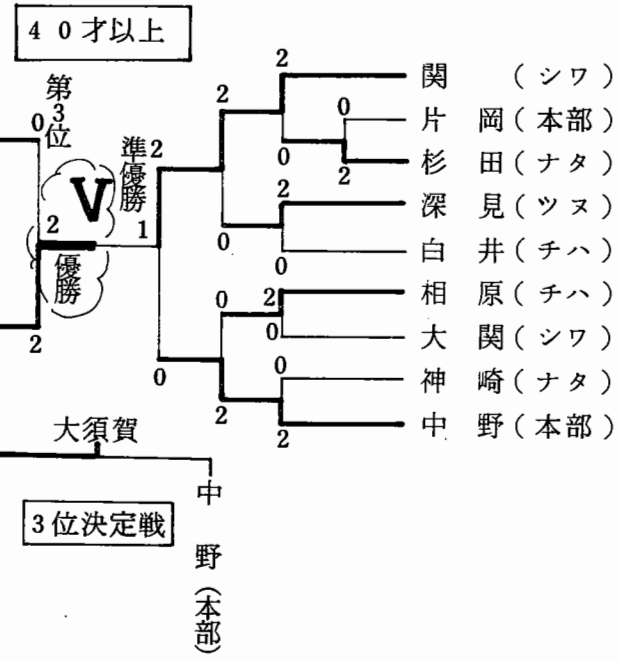 40才以上
第3位
0
2
優勝
V
2
準優勝
2
1
0
2
0
0
2
2
0
0
2
2
0
2
0
0
2
関　（シワ）
片　岡（本部）
杉　田（ナタ）
深　見（ツヌ）
白　井（チハ）
相　原（チハ）
大　関（シワ）
神　崎（ナタ）
中　野（本部）
大須賀
中野（本部）
3位決定戦